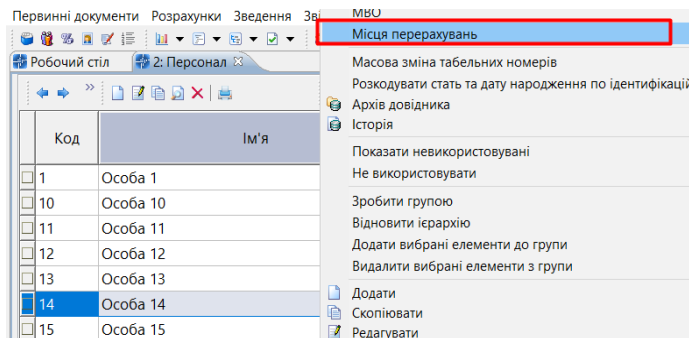 Первинні документи Розрахунки Зведення
Робочий стіл
2: Персонал
Код
Ім'я
1
Особа 1
10
Особа 10
11
Особа 11
12
Особа 12
13
Особа 13
14
Особа 14
15
Особа 15
МВО
Місця перерахувань
Масова зміна табельних номерів
Розкодувати стать та дату народження по
Архів довідника
Історія
Показати невикористовувані
Не використовувати
Зробити групою
Відновити ієрархію
Додати вибрані елементи до групи
Видалити вибрані елементи з групи
Додати
Скопіювати
Редагувати